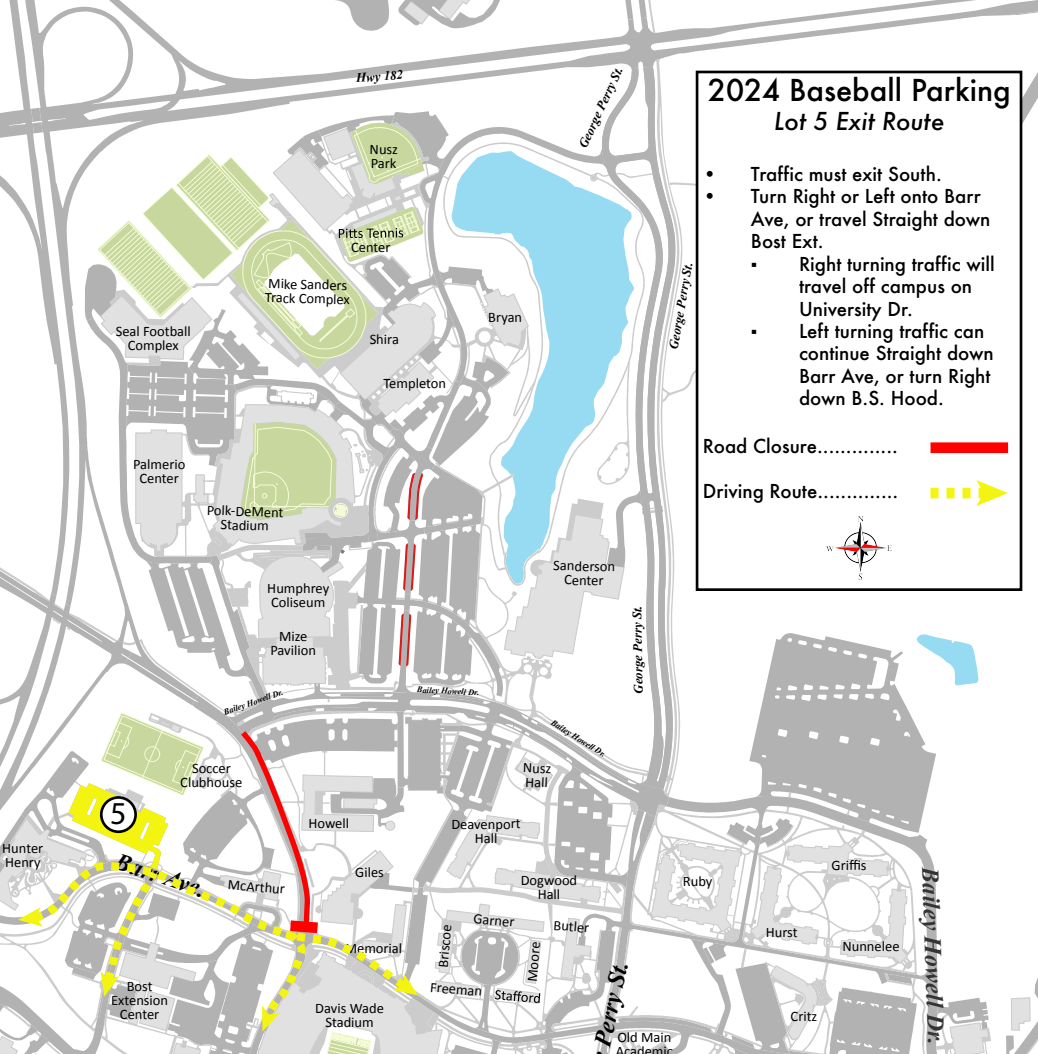 Hwy 182
George Perry St.
2024 Baseball Parking
Lot 5 Exit Route
• Traffic must exit South.
• Turn Right or Left onto Barr
Ave, or travel Straight down
Bost Ext.
▪ Right turning traffic will
travel off campus on
University Dr.
▪ Left turning traffic can
continue Straight down
Barr Ave, or turn Right
down B.S. Hood.
Road Closure..............
Driving Route..............
N
W
E
S
Nusz
Park
Pitts Tennis
Center
Mike Sanders
Track Complex
George Perry St.
Seal Football
Complex
Bryan
Shira
Templeton
Palmerio
Center
Polk-DeMent
Stadium
Sanderson
Center
Humphrey
Coliseum
Mize
Pavilion
George Perry St.
Bailey Howell Dr.
Bailey Howell Dr.
Bailey Howell Dr.
Soccer
Clubhouse
Nusz
Hall
5
Howell
Deavenport
Hall
Hunter
Henry
Barr Ave.
McArthur
Giles
Dogwood
Hall
Ruby
Griffis
Bailey Howell Dr.
Garner
Butler
Briscoe
Moore
Memorial
Hurst
Nunnelee
Freeman
Stafford
Bost
Extension
Center
Davis Wade
Stadium
Perry St.
Critz
Old Main
Academic